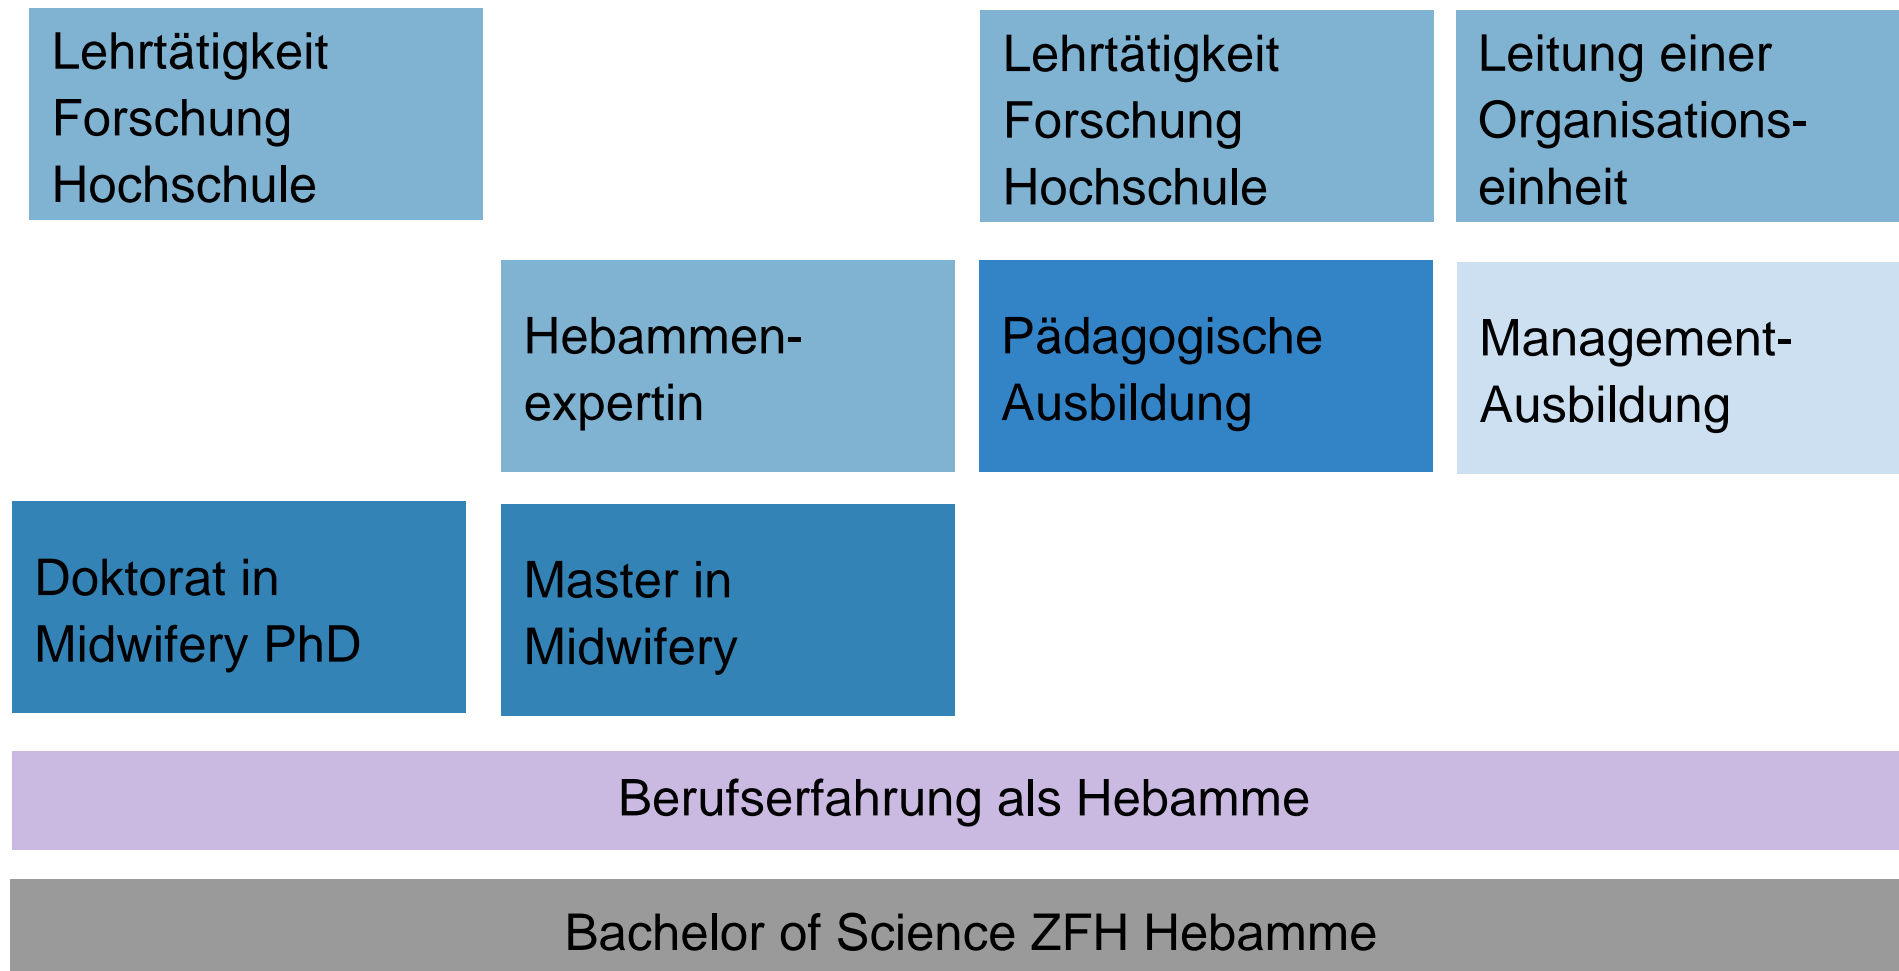 Lehrtätigkeit
Forschung
Hochschule
Lehrtätigkeit
Forschung
Hochschule
Leitung einer
Organisations-
einheit
Hebammen-
expertin
Pädagogische
Ausbildung
Management-
Ausbildung
Doktorat in
Midwifery PhD
Master in
Midwifery
Berufserfahrung als Hebamme
Bachelor of Science ZFH Hebamme